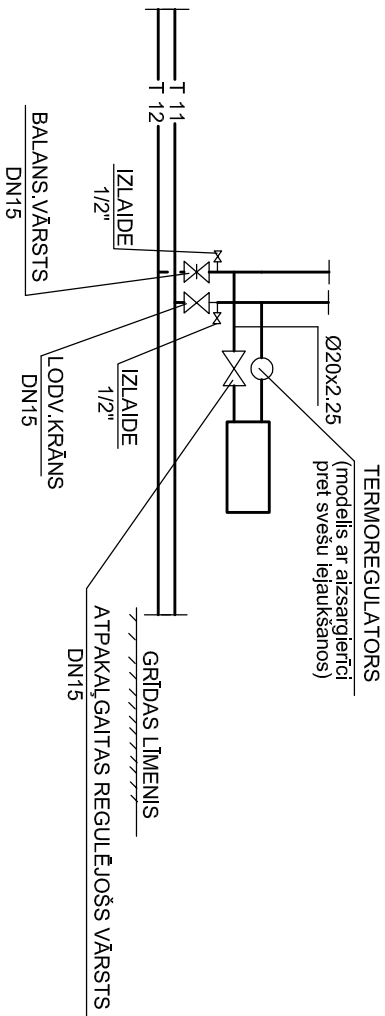 TERMOREGULATORS
(modelis ar aizsargierīci
pret svešu iejaukšanos)
Ø20x2.25
IZLAIDE
1/2"
IZLAIDE
1/2"
T 11
T 12
BALANS.VĀRSTS
DN15
LODV.KRĀNS
DN15
GRĪDAS LĪMENIS
ATPAKAĻGAITAS REGULĒJOŠS VĀRSTS
DN15